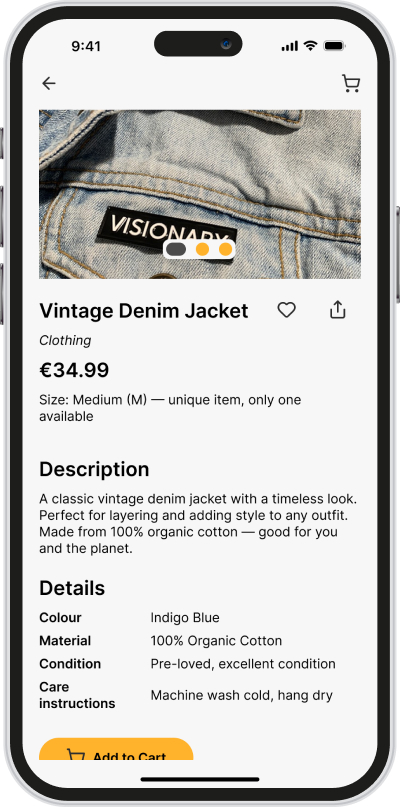 9:41
VISIONARY
Vintage Denim Jacket
Clothing
€34.99
Size: Medium (M) — unique item, only one
available
Description
A classic vintage denim jacket with a timeless look.
Perfect for layering and adding style to any outfit.
Made from 100% organic cotton — good for you
and the planet.
Details
Colour Indigo Blue
Material 100% Organic Cotton
Condition Pre-loved, excellent condition
Care
instructions Machine wash cold, hang dry
Add to Cart